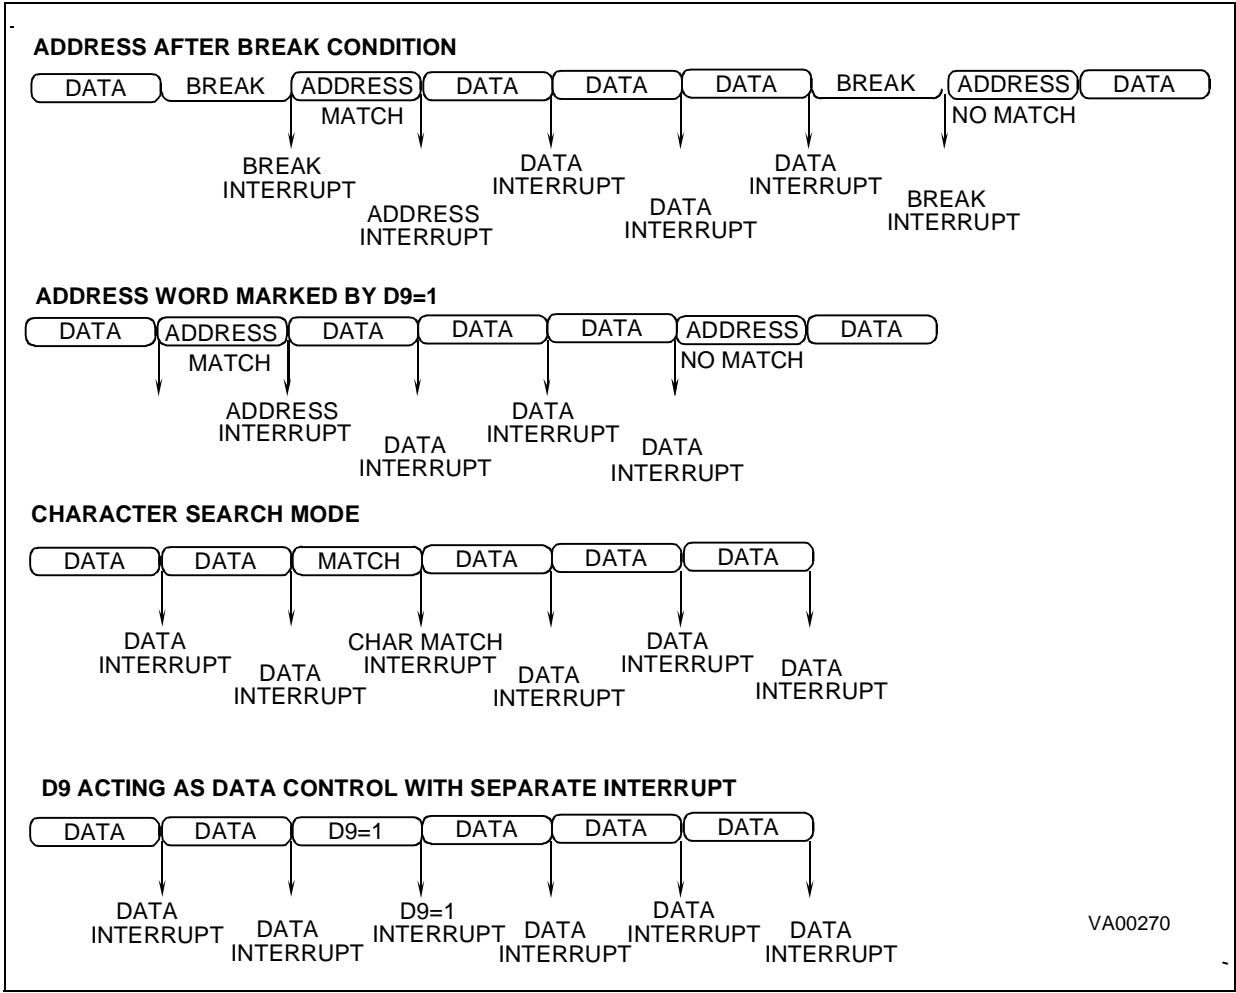 ADDRESS AFTER BREAK CONDITION
DATA BREAK ADDRESS DATA DATA DATA BREAK ADDRESS DATA
MATCH NO MATCH
BREAK INTERRUPT
ADDRESS INTERRUPT
DATA INTERRUPT
DATA INTERRUPT
DATA INTERRUPT
BREAK INTERRUPT
ADDRESS WORD MARKED BY D9=1
DATA ADDRESS DATA DATA DATA ADDRESS DATA
MATCH NO MATCH
ADDRESS INTERRUPT
DATA INTERRUPT
DATA INTERRUPT
DATA INTERRUPT
CHARACTER SEARCH MODE
DATA DATA MATCH DATA DATA DATA
DATA INTERRUPT
DATA INTERRUPT
CHAR MATCH INTERRUPT
DATA INTERRUPT
DATA INTERRUPT
DATA INTERRUPT
D9 ACTING AS DATA CONTROL WITH SEPARATE INTERRUPT
DATA DATA D9=1 DATA DATA DATA
DATA INTERRUPT
DATA INTERRUPT
D9=1 INTERRUPT
DATA INTERRUPT
DATA INTERRUPT
DATA INTERRUPT
VA00270